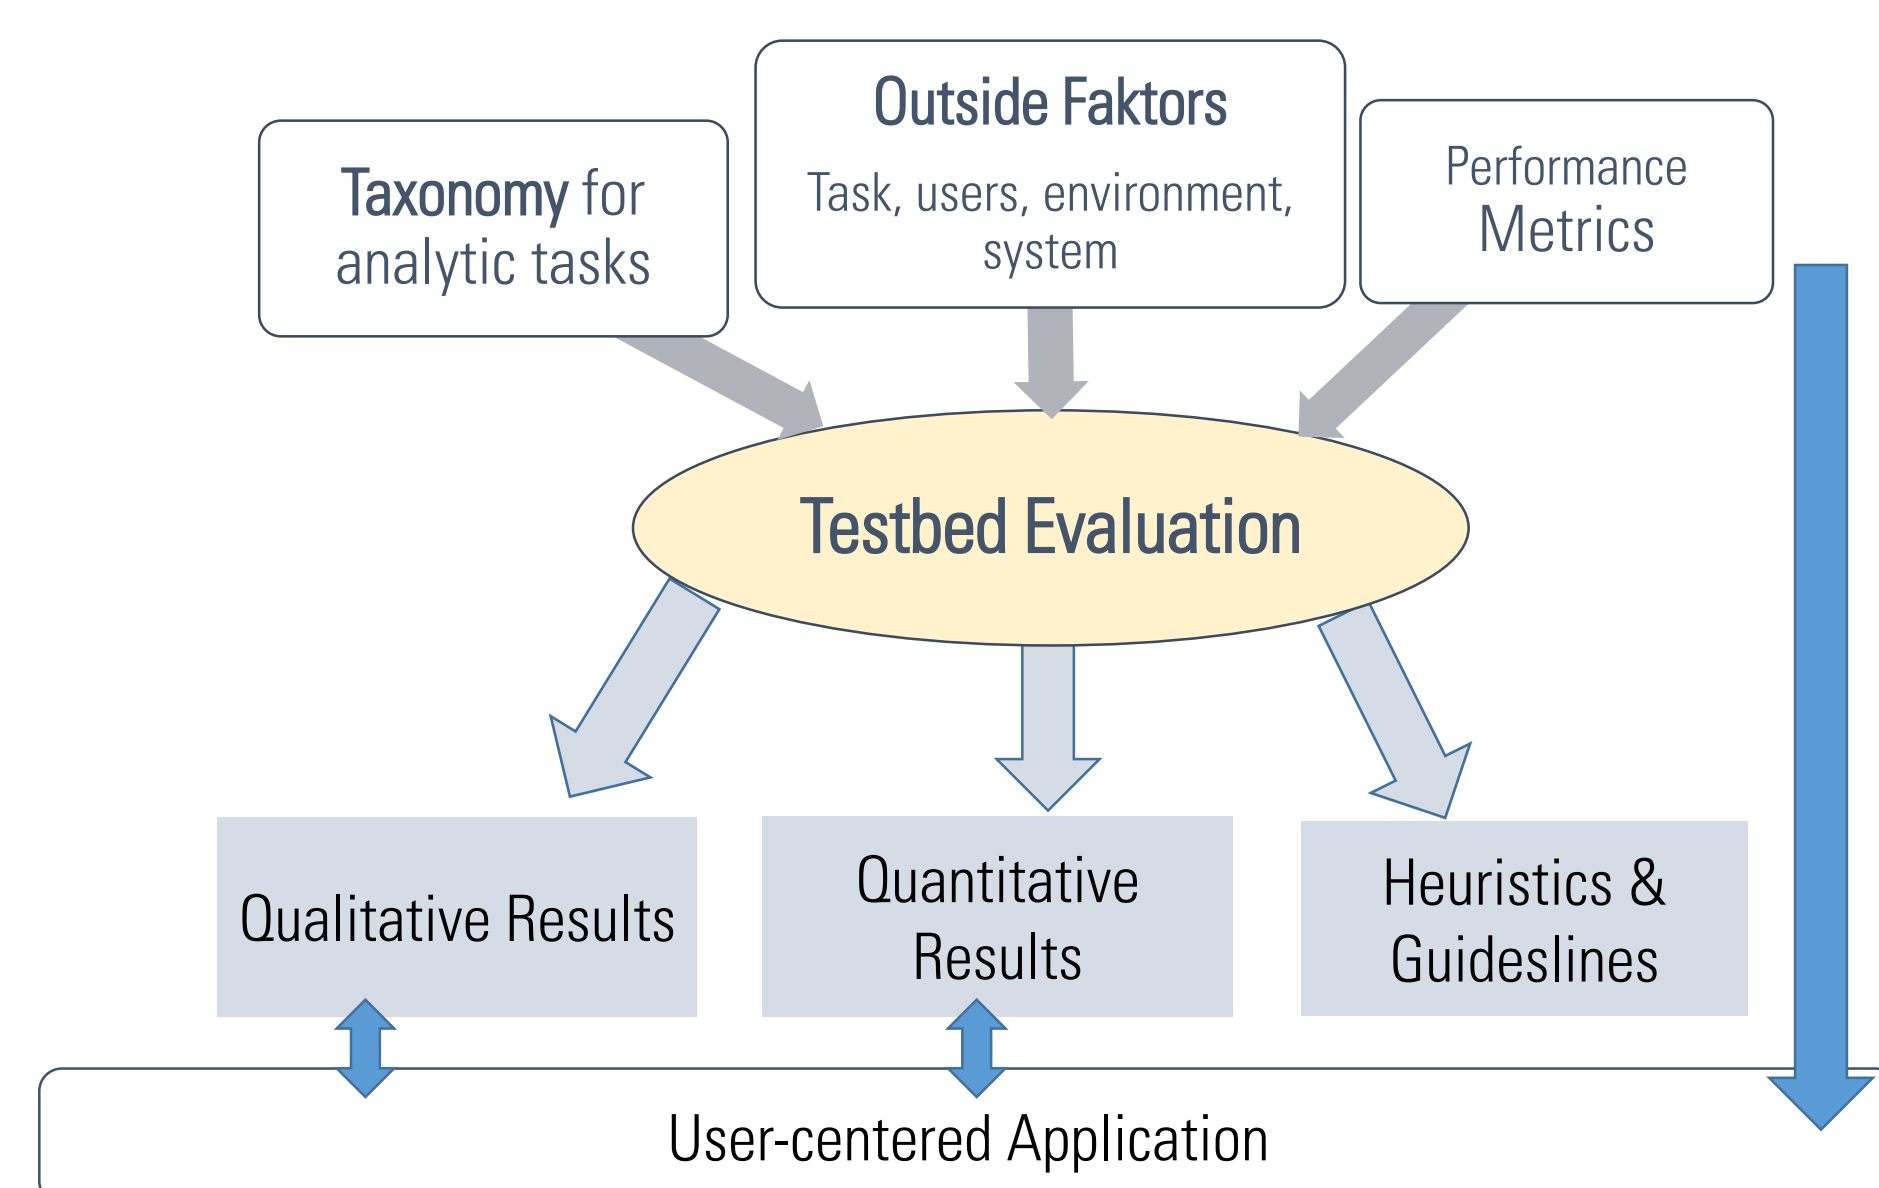 Taxonomy for
analytic tasks
Outside Faktors
Task, users, environment,
system
Performance
Metrics
Testbed Evaluation
Qualitative Results
Quantitative
Results
Heuristics &
Guideslines
User-centered Application